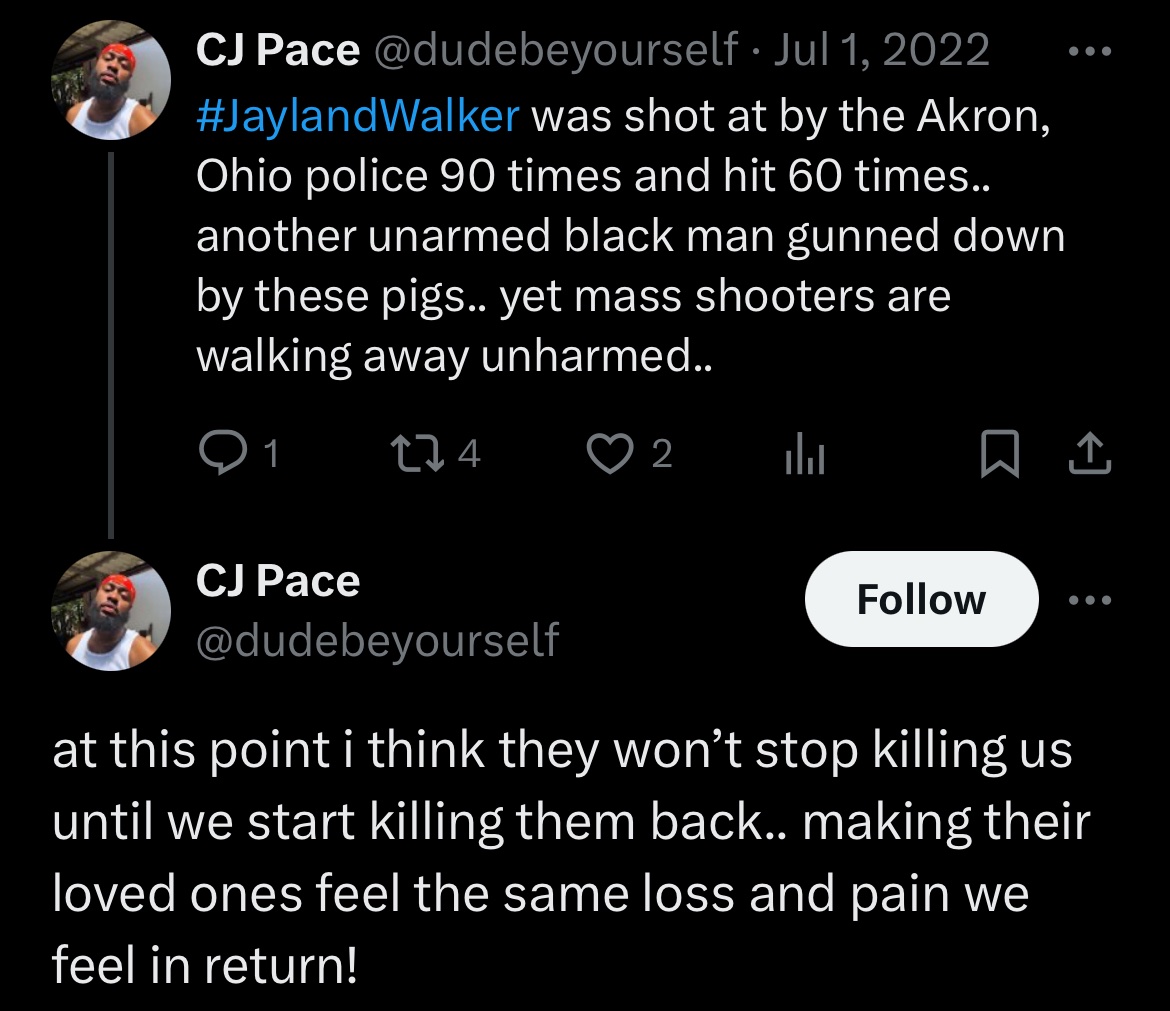 CJ Pace @dudebeyourself · Jul 1, 2022
#JaylandWalker was shot at by the Akron,
Ohio police 90 times and hit 60 times..
another unarmed black man gunned down
by these pigs.. yet mass shooters are
walking away unharmed..
1 4 2
CJ Pace
Follow
@dudebeyourself
at this point i think they won’t stop killing us
until we start killing them back.. making their
loved ones feel the same loss and pain we
feel in return!